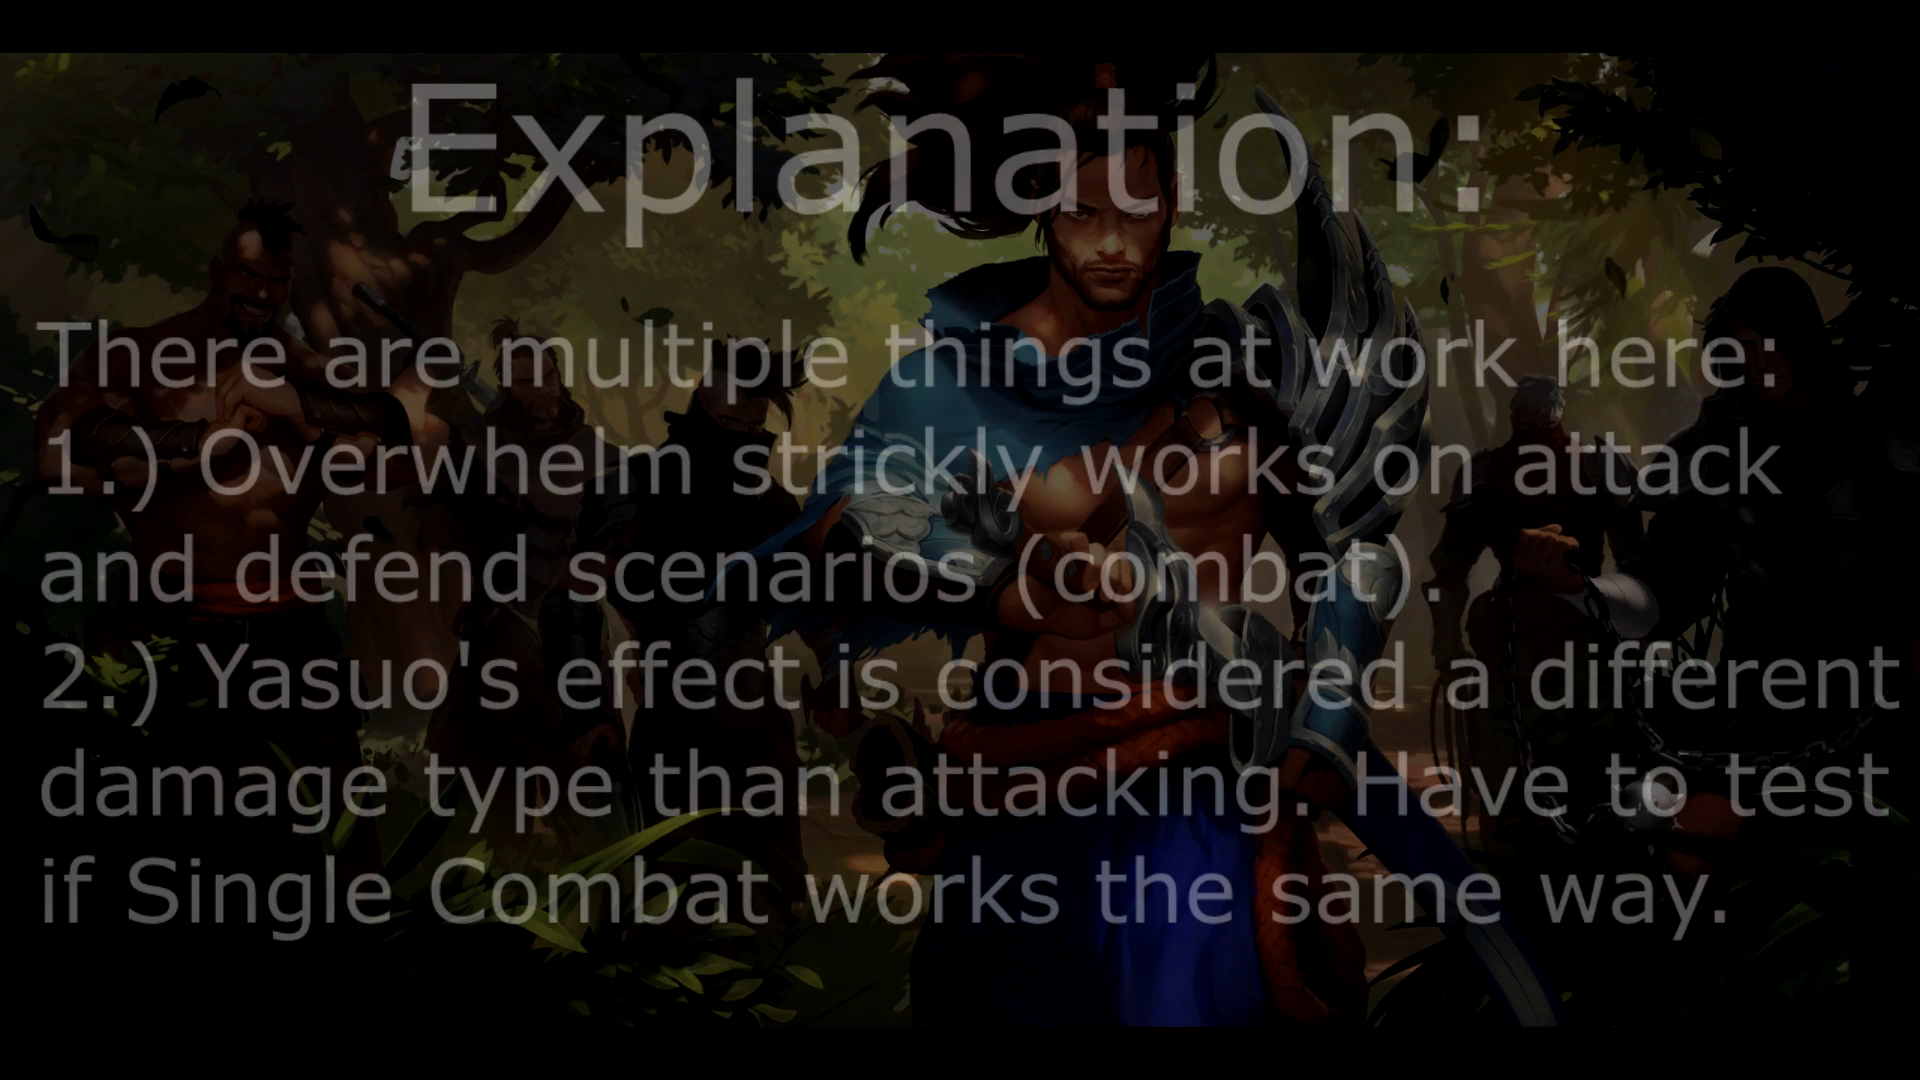 Explanation:
There are multiple things at work here:
1.) Overwhelm strickly works on attack
and defend scenarios (combat).
2.) Yasuo's effect is considered a different
damage type than attacking. Have to test
if Single Combat works the same way.